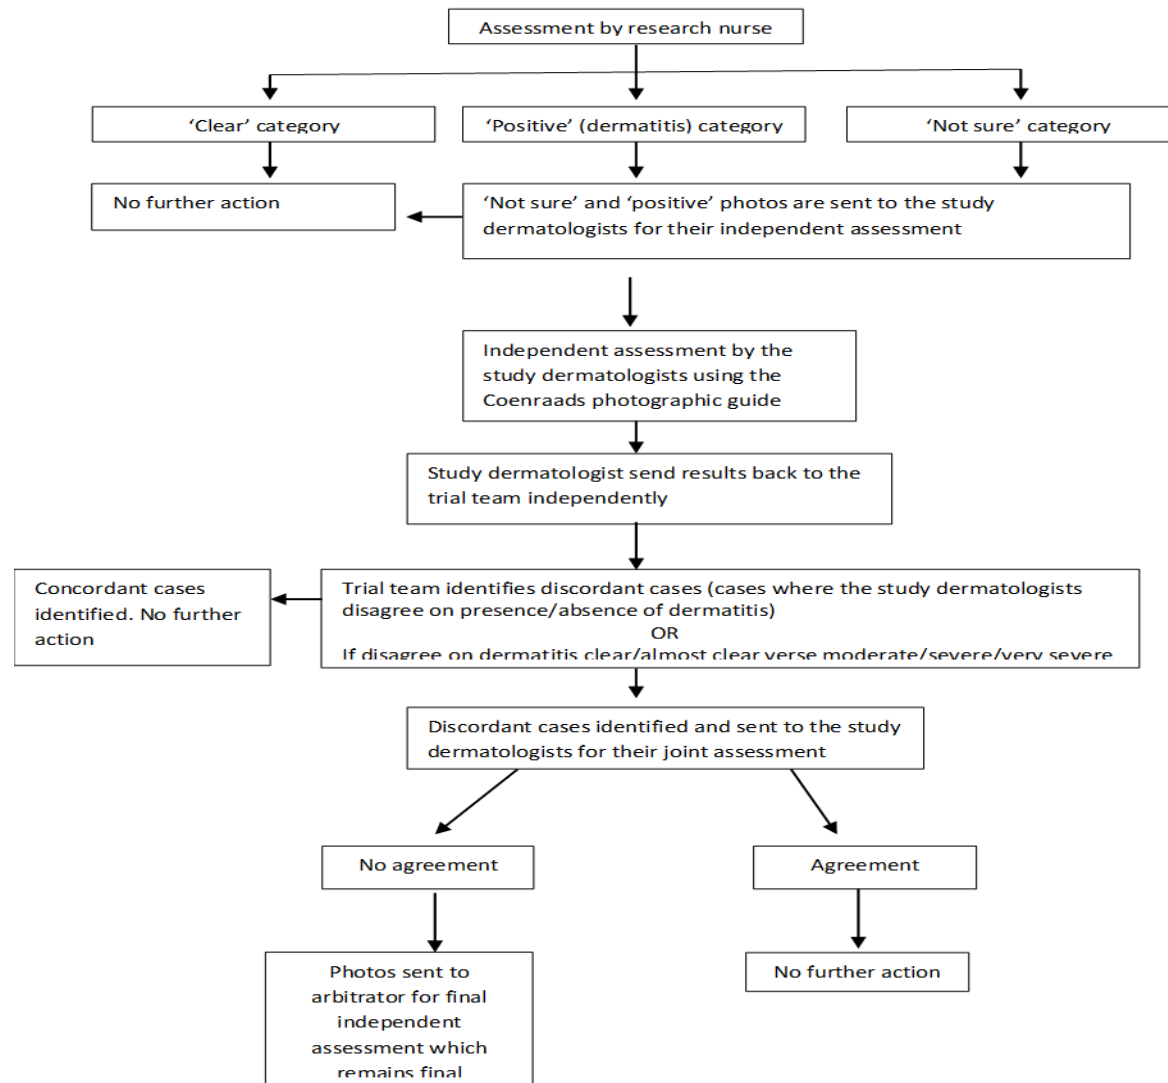 Assessment by research nurse
‘Clear’ category
‘Positive’ (dermatitis) category
‘Not sure’ category
No further action
‘Not sure’ and ‘positive’ photos are sent to the study
dermatologists for their independent assessment
Independent assessment by the
study dermatologists using the
Coenraads photographic guide
Study dermatologist send results back to the
trial team independently
Concordant cases
identified. No further
action
Trial team identifies discordant cases (cases where the study dermatologists
disagree on presence/absence of dermatitis)
OR
If disagree on dermatitis clear/almost clear verse moderate/severe/very severe
Discordant cases identified and sent to the study
dermatologists for their joint assessment
No agreement
Agreement
Photos sent to
arbitrator for final
independent
assessment which
remains final
No further action